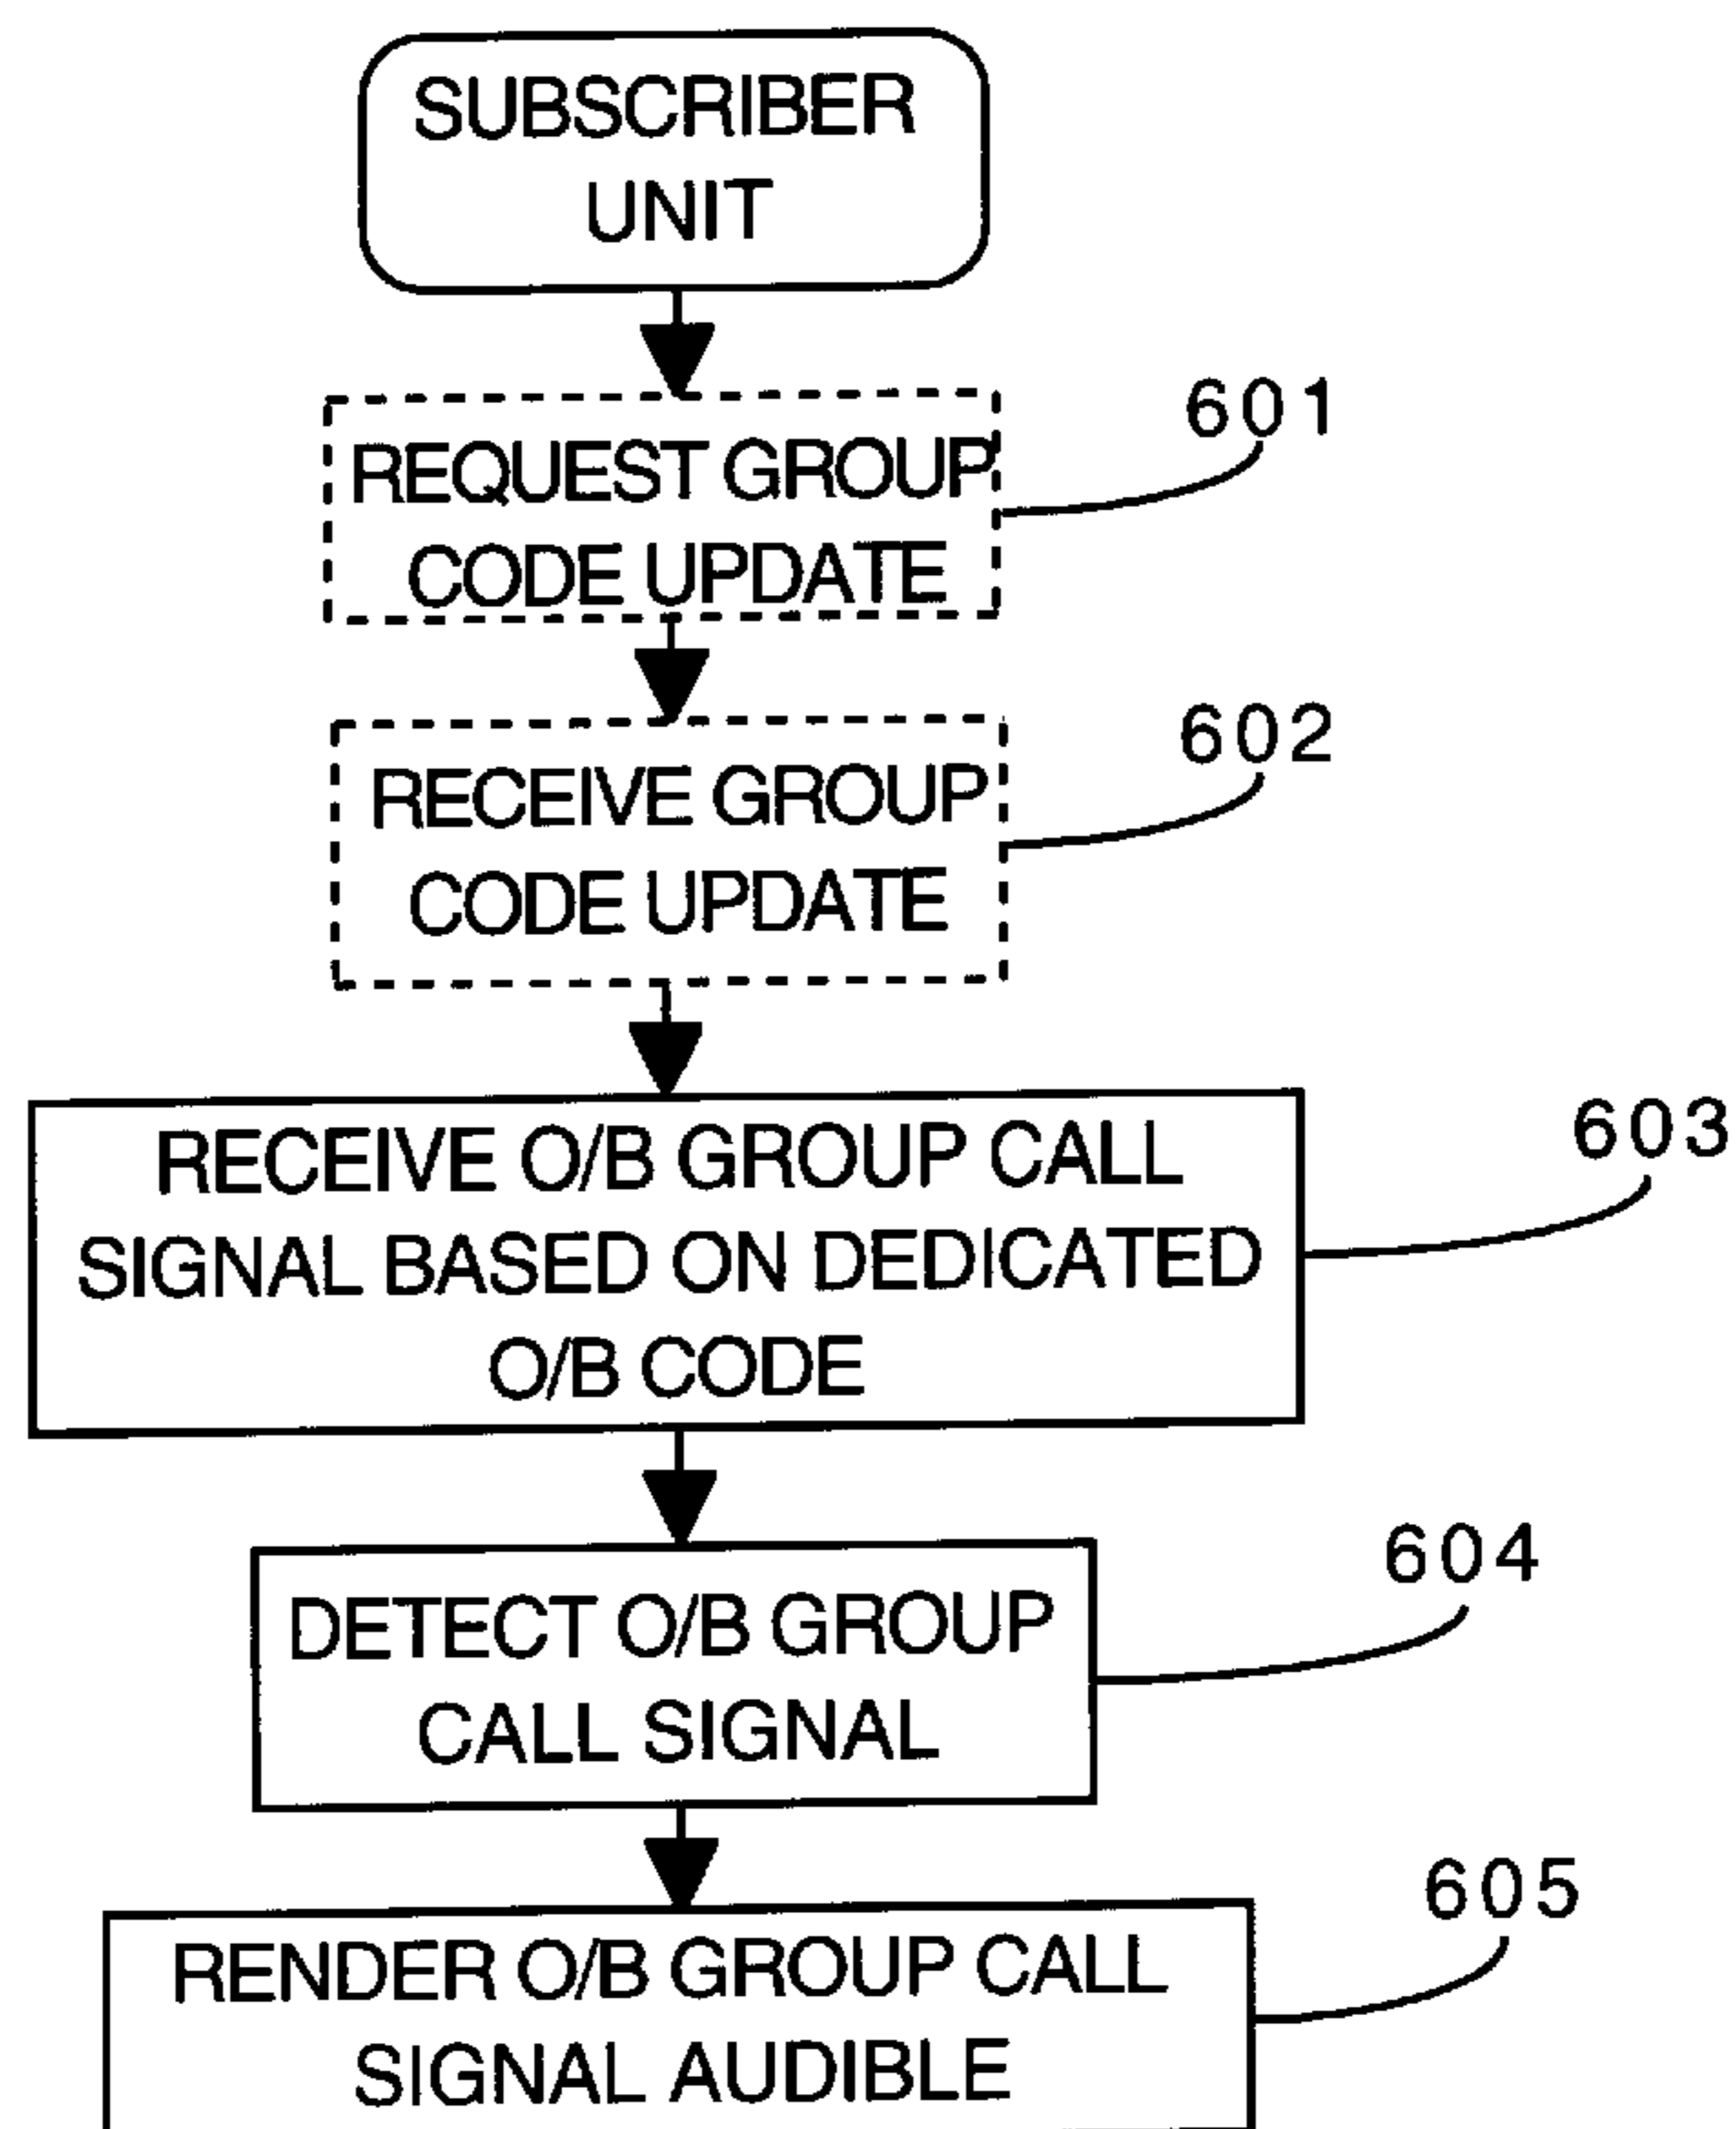 SUBSCRIBER
UNIT
601
REQUEST GROUP
CODE UPDATE
602
RECEIVE GROUP
CODE UPDATE
603
RECEIVE O/B GROUP CALL
SIGNAL BASED ON DEDICATED
O/B CODE
604
DETECT O/B GROUP
CALL SIGNAL
605
RENDER O/B GROUP CALL
SIGNAL AUDIBLE